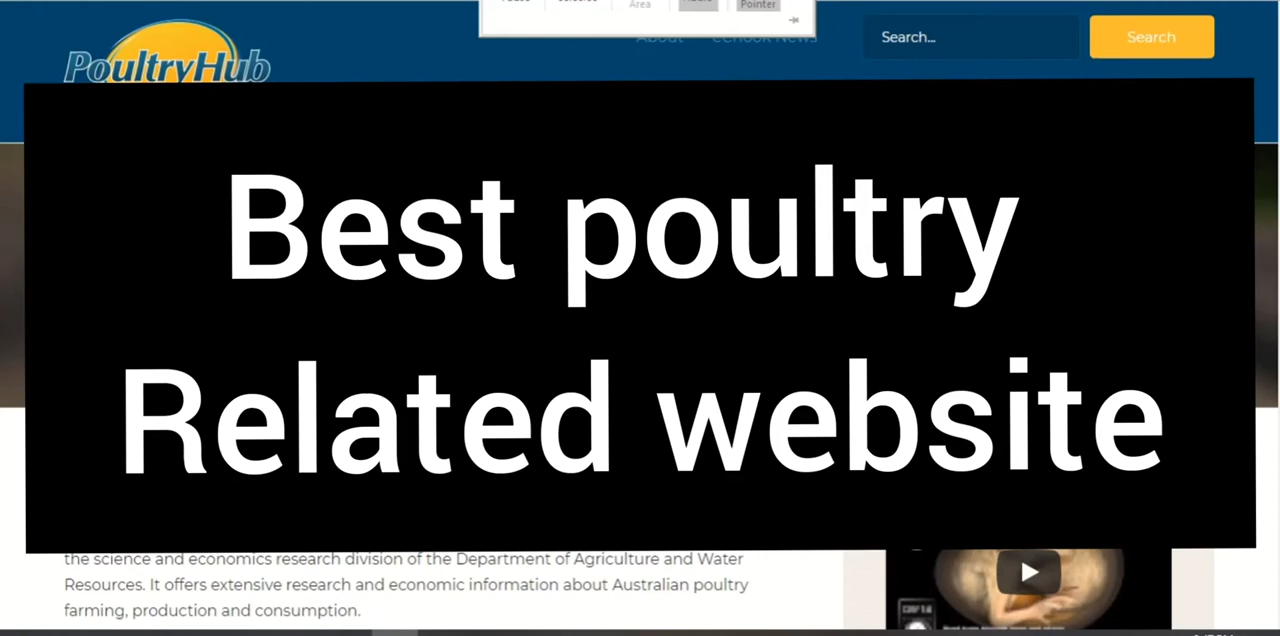 Pointer
Area
About
Search...
Search
PoultryHub
Best poultry
Related website
the science and economics research division of the Department of Agriculture and Water
Resources. It offers extensive research and economic information about Australian poultry
farming, production and consumption.